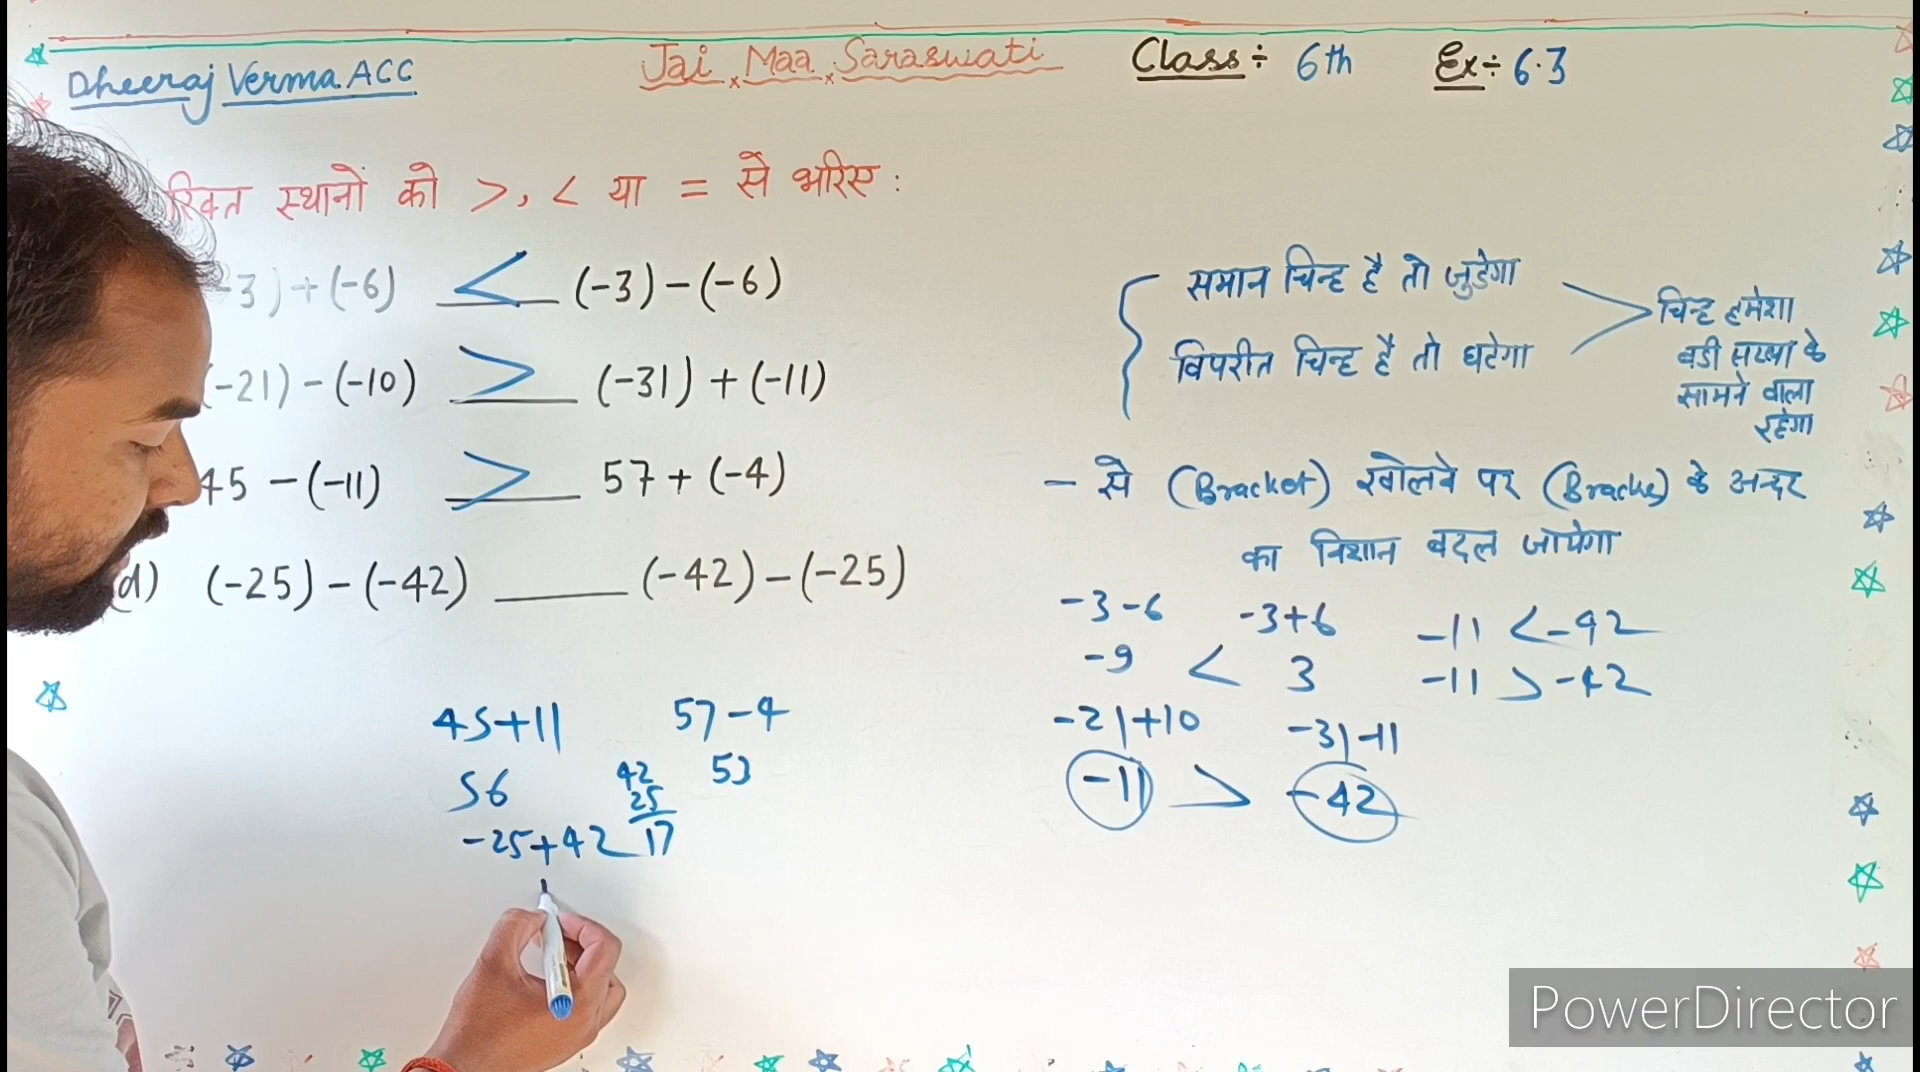 Dheeraj Verma ACC
Jai Maa Saraswati
Class ÷ 6th
Ex ÷ 6.3
रिक्त स्थानों को >, < या = से भरिए :
-3) + (-6) < (-3) - (-6)
(-21) - (-10) > (-31) + (-11)
45 - (-11) > 57 + (-4)
(d) (-25) - (-42) ____ (-42) - (-25)
समान चिन्ह है तो जुडेगा
विपरीत चिन्ह है तो घटेगा
चिन्ह हमेशा
बडी सख्या के
सामने वाला
रहेगा
- से (Bracket) खोलने पर (Bracke) के अन्दर
का निशान बदल जायेगा
-3-6 -3+6 -11 < -42
-9 < 3 -11 > -42
-21+10 -31-11
-11 > -42
45+11 57-4
56 53
42
25
17
-25+42
PowerDirector